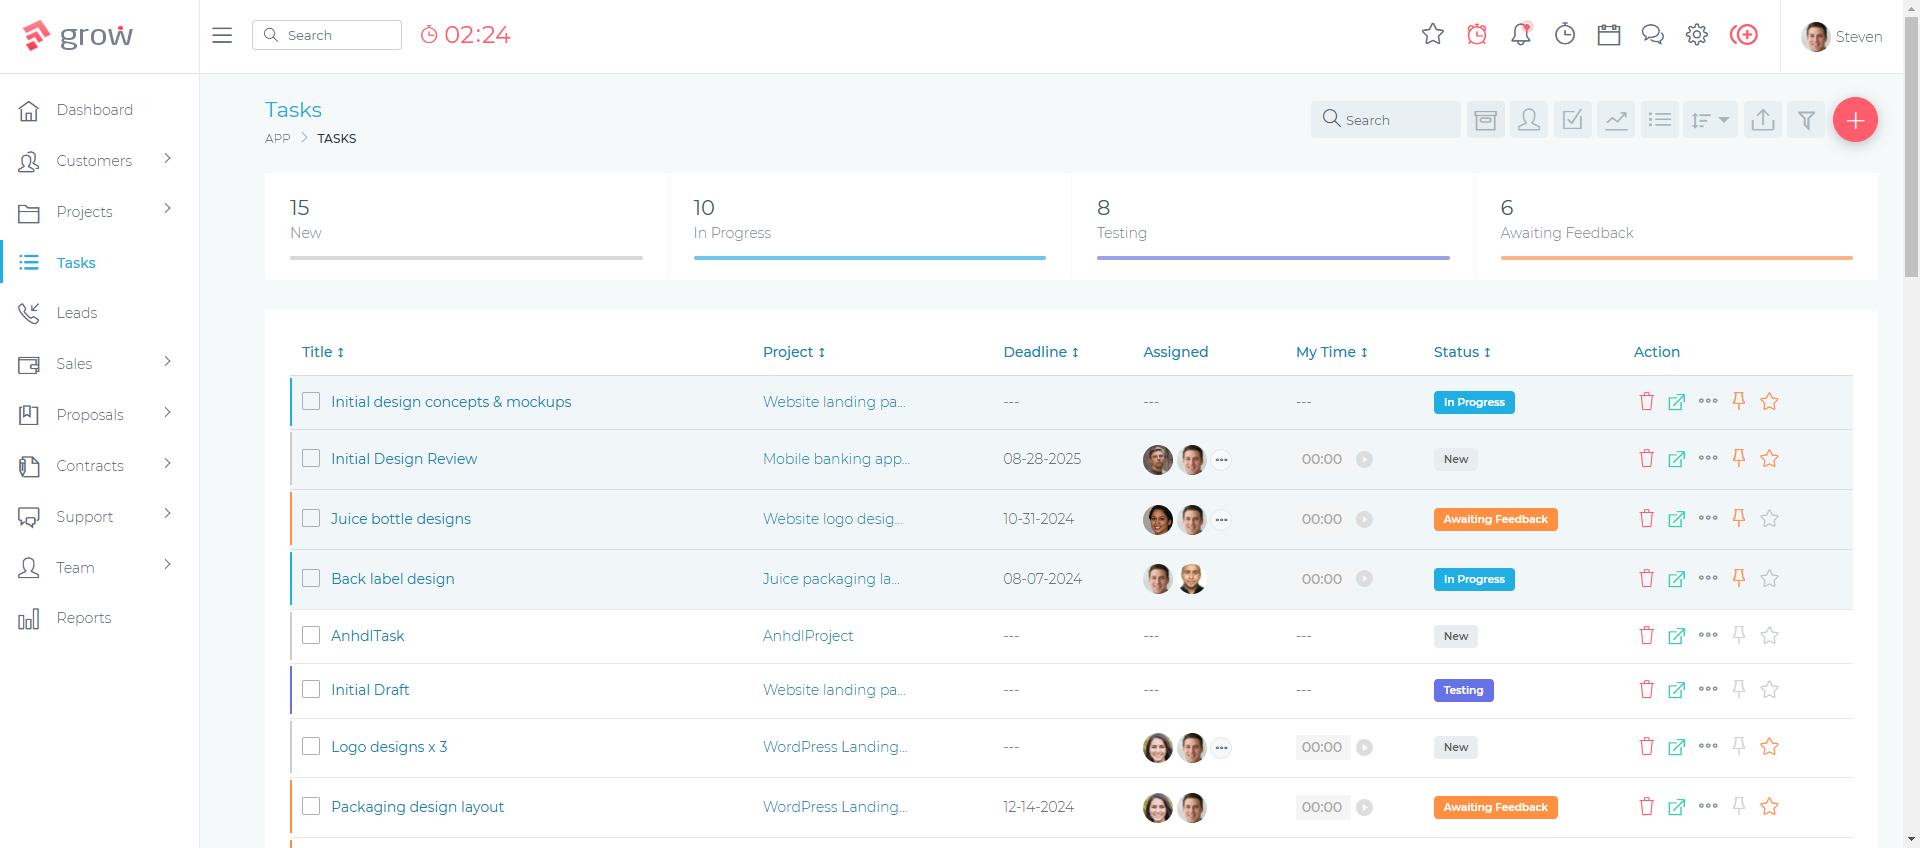 grow
Search
02:24
Steven
Dashboard
Customers
Projects
Tasks
Leads
Sales
Proposals
Contracts
Support
Team
Reports
Tasks
APP > TASKS
Search
15
New
10
In Progress
8
Testing
6
Awaiting Feedback
Title Project Deadline Assigned My Time Status Action
Initial design concepts & mockups Website landing pa... --- --- --- In Progress
Initial Design Review Mobile banking app... 08-28-2025 00:00 New
Juice bottle designs Website logo desig... 10-31-2024 00:00 Awaiting Feedback
Back label design Juice packaging la... 08-07-2024 00:00 In Progress
AnhdlTask AnhdlProject --- --- --- New
Initial Draft Website landing pa... --- --- --- Testing
Logo designs x 3 WordPress Landing... --- 00:00 New
Packaging design layout WordPress Landing... 12-14-2024 00:00 Awaiting Feedback